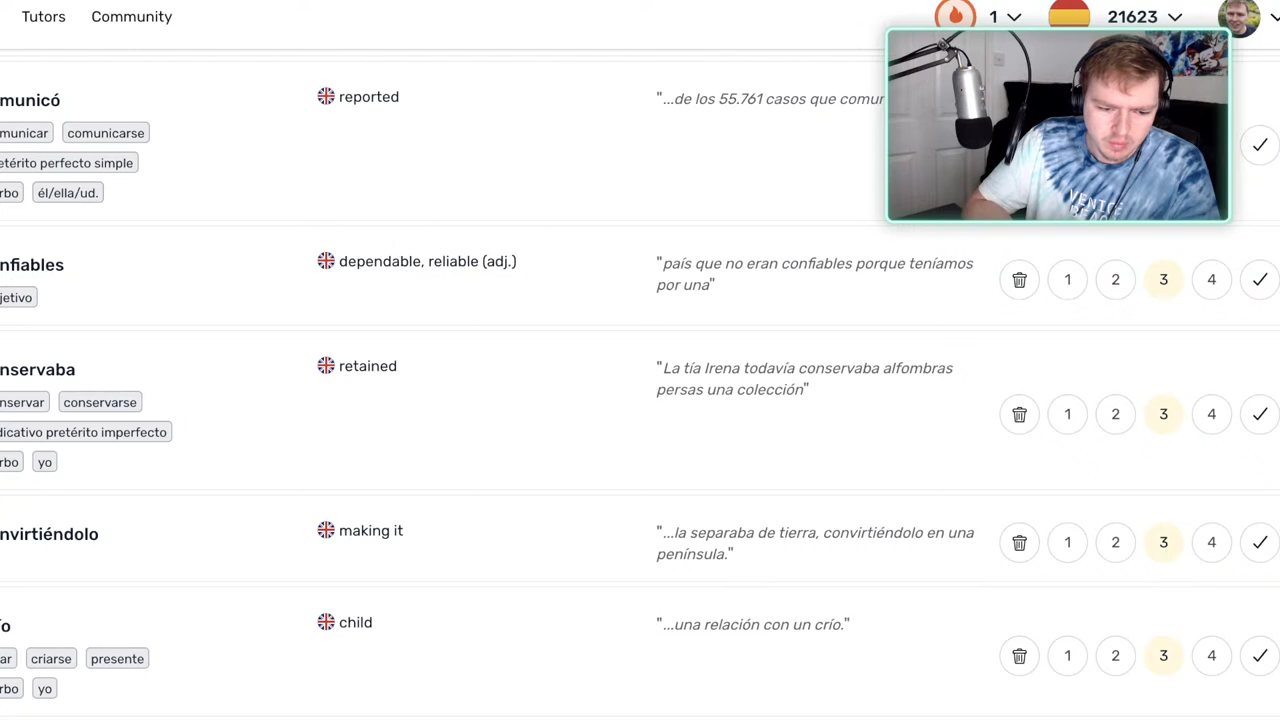 Tutors Community 1 21623
municó
reported
"...de los 55.761 casos que comun
municar comunicarse
etérito perfecto simple
rbo él/ella/ud.
nfiables
dependable, reliable (adj.)
"país que no eran confiables porque teníamos
por una"
1 2 3 4
jetivo
nservaba
retained
"La tía Irena todavía conservaba alfombras
persas una colección"
1 2 3 4
nservar conservarse
dicativo pretérito imperfecto
rbo yo
nvirtiéndolo
making it
"...la separaba de tierra, convirtiéndolo en una
península."
1 2 3 4
ío
child
"...una relación con un crío."
1 2 3 4
ar criarse presente
rbo yo
VENICE